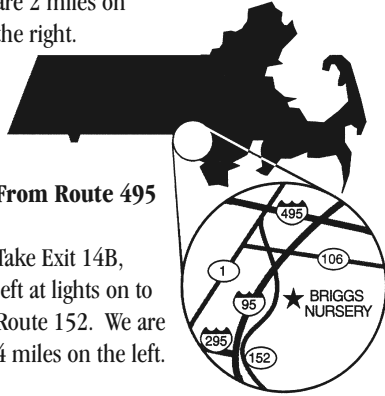 are 2 miles on
the right.
From Route 495
Take Exit 14B,
left at lights on to
Route 152. We are
4 miles on the left.
495
106
1
95
BRIGGS
NURSERY
295
152